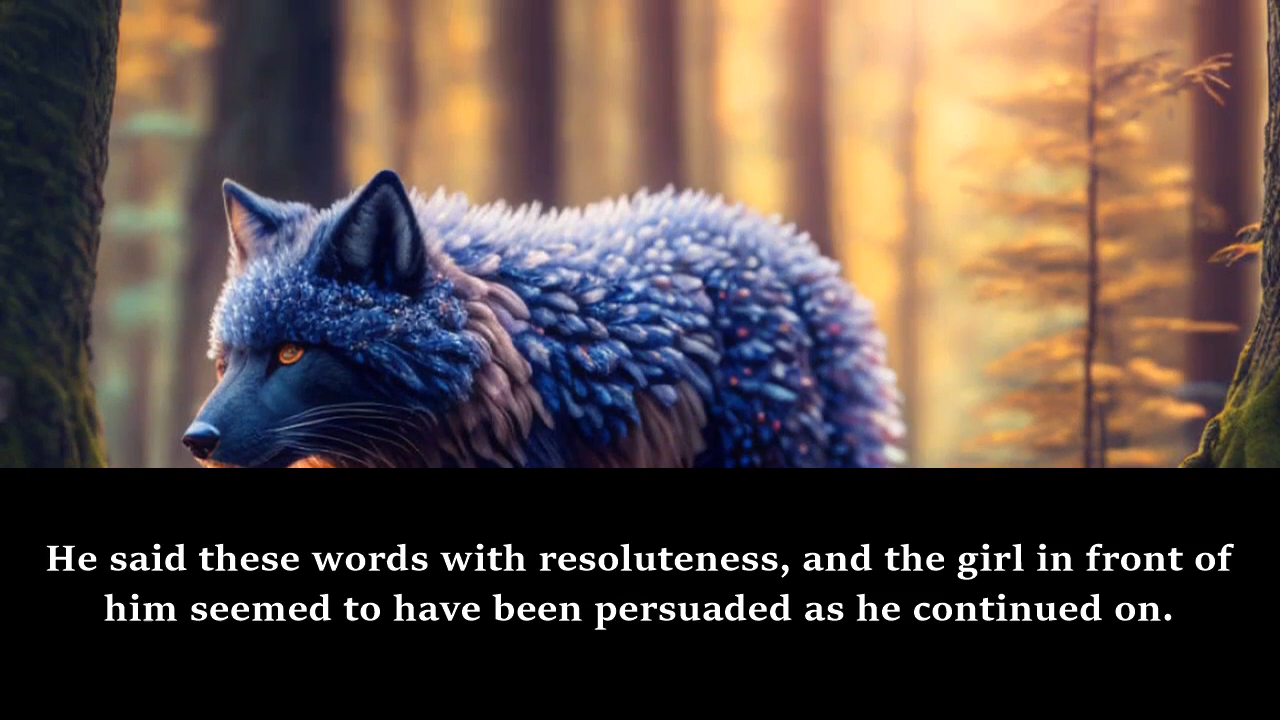 He said these words with resoluteness, and the girl in front of
him seemed to have been persuaded as he continued on.